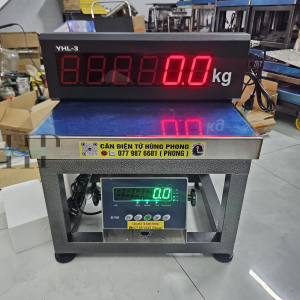 YHL-3
0.0 kg
CÂN ĐIỆN TỬ HÙNG PHONG
077 987 6681 ( PHONG )
0.0